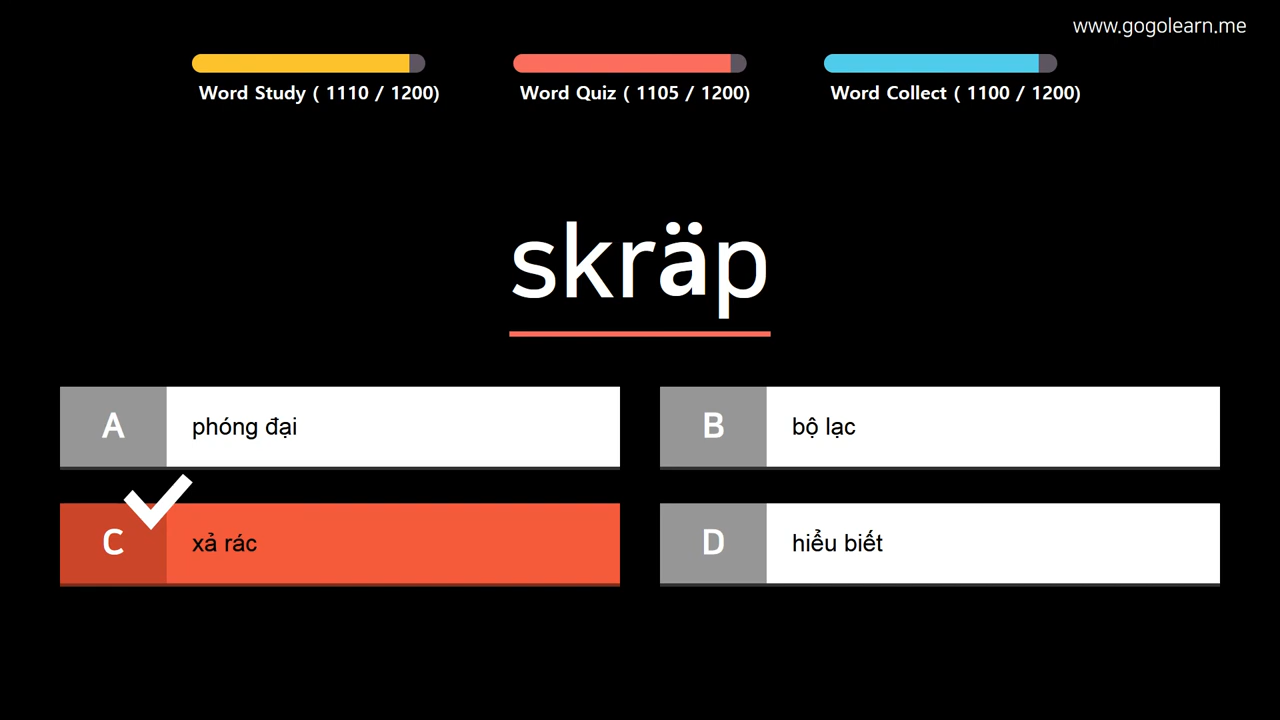 www.gogolearn.me
Word Study ( 1110 / 1200)
Word Quiz ( 1105 / 1200)
Word Collect ( 1100 / 1200)
skräp
A phóng đại
B bộ lạc
C xả rác
D hiểu biết